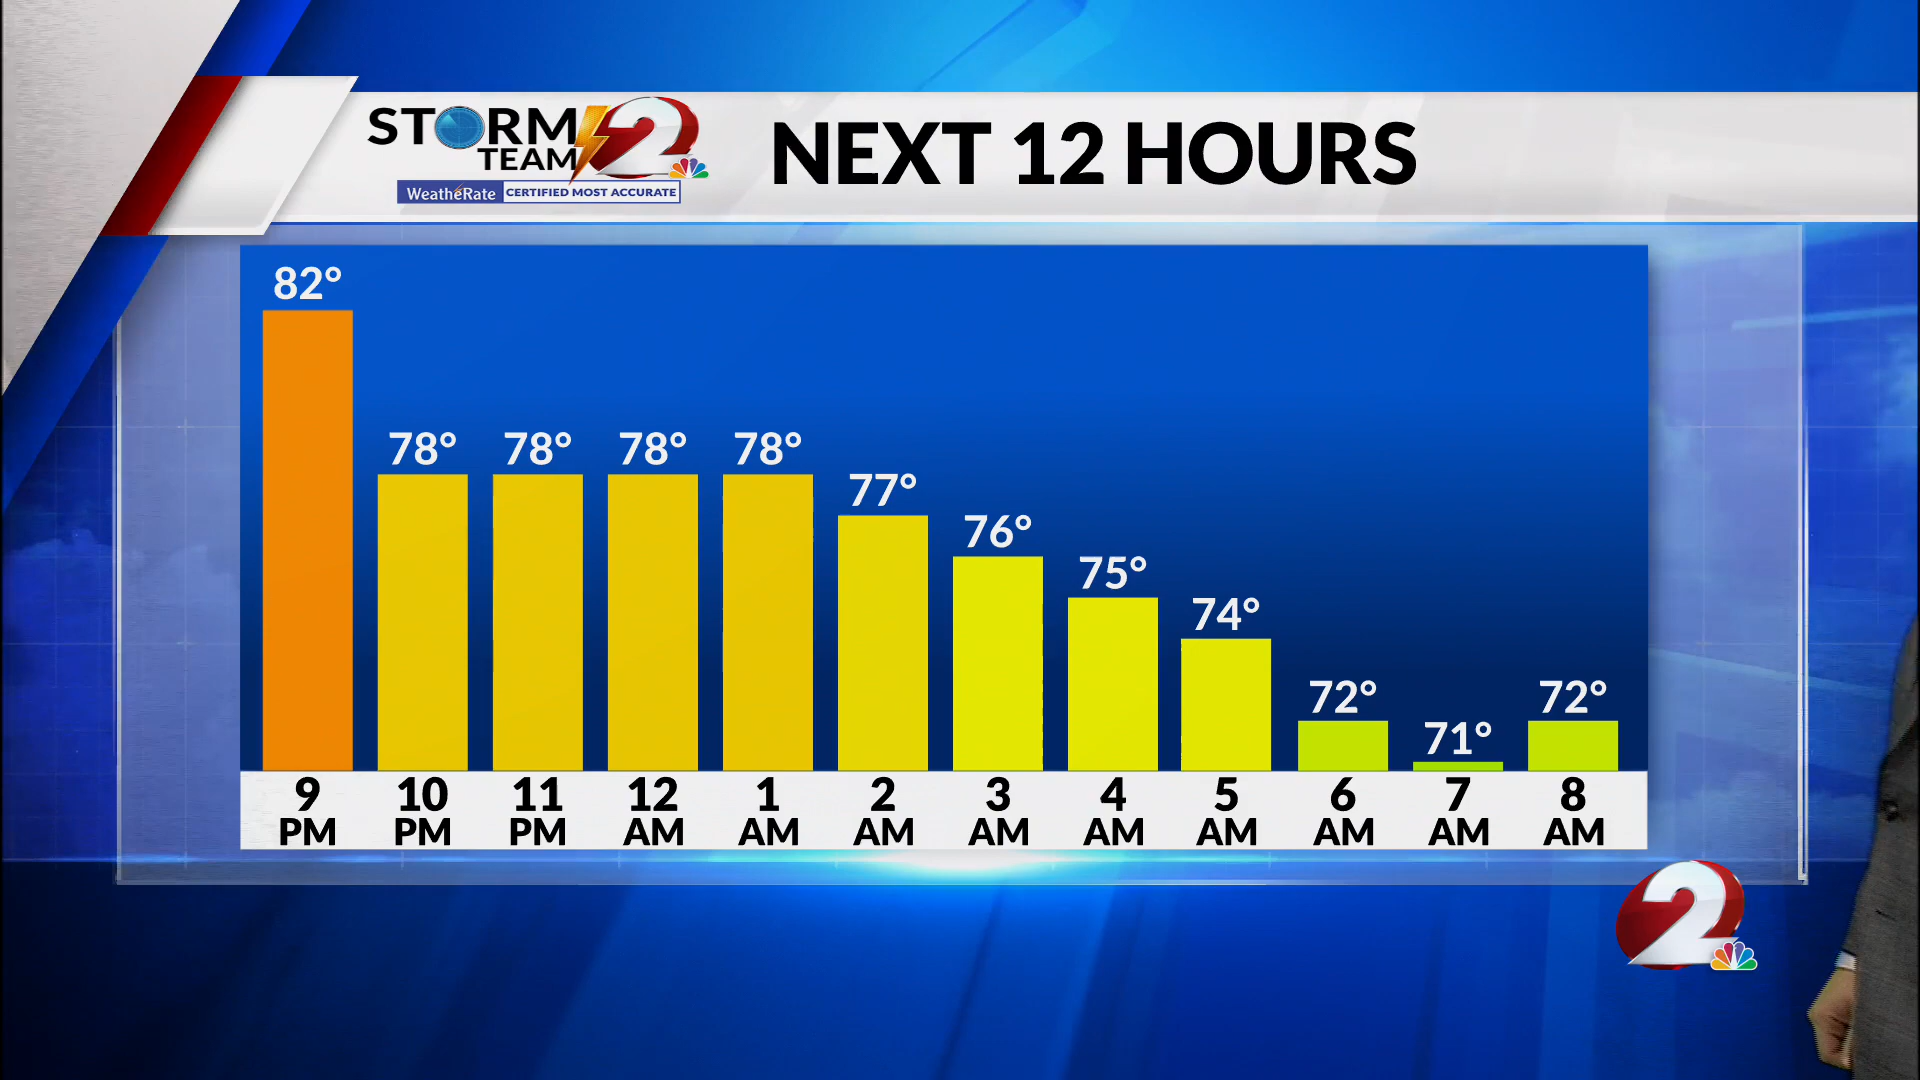 STORM
TEAM 2
WeatheRate CERTIFIED MOST ACCURATE
NEXT 12 HOURS
82° 78° 78° 78° 78° 77° 76° 75° 74° 72° 71° 72°
9 10 11 12 1 2 3 4 5 6 7 8
PM PM PM AM AM AM AM AM AM AM AM AM
2